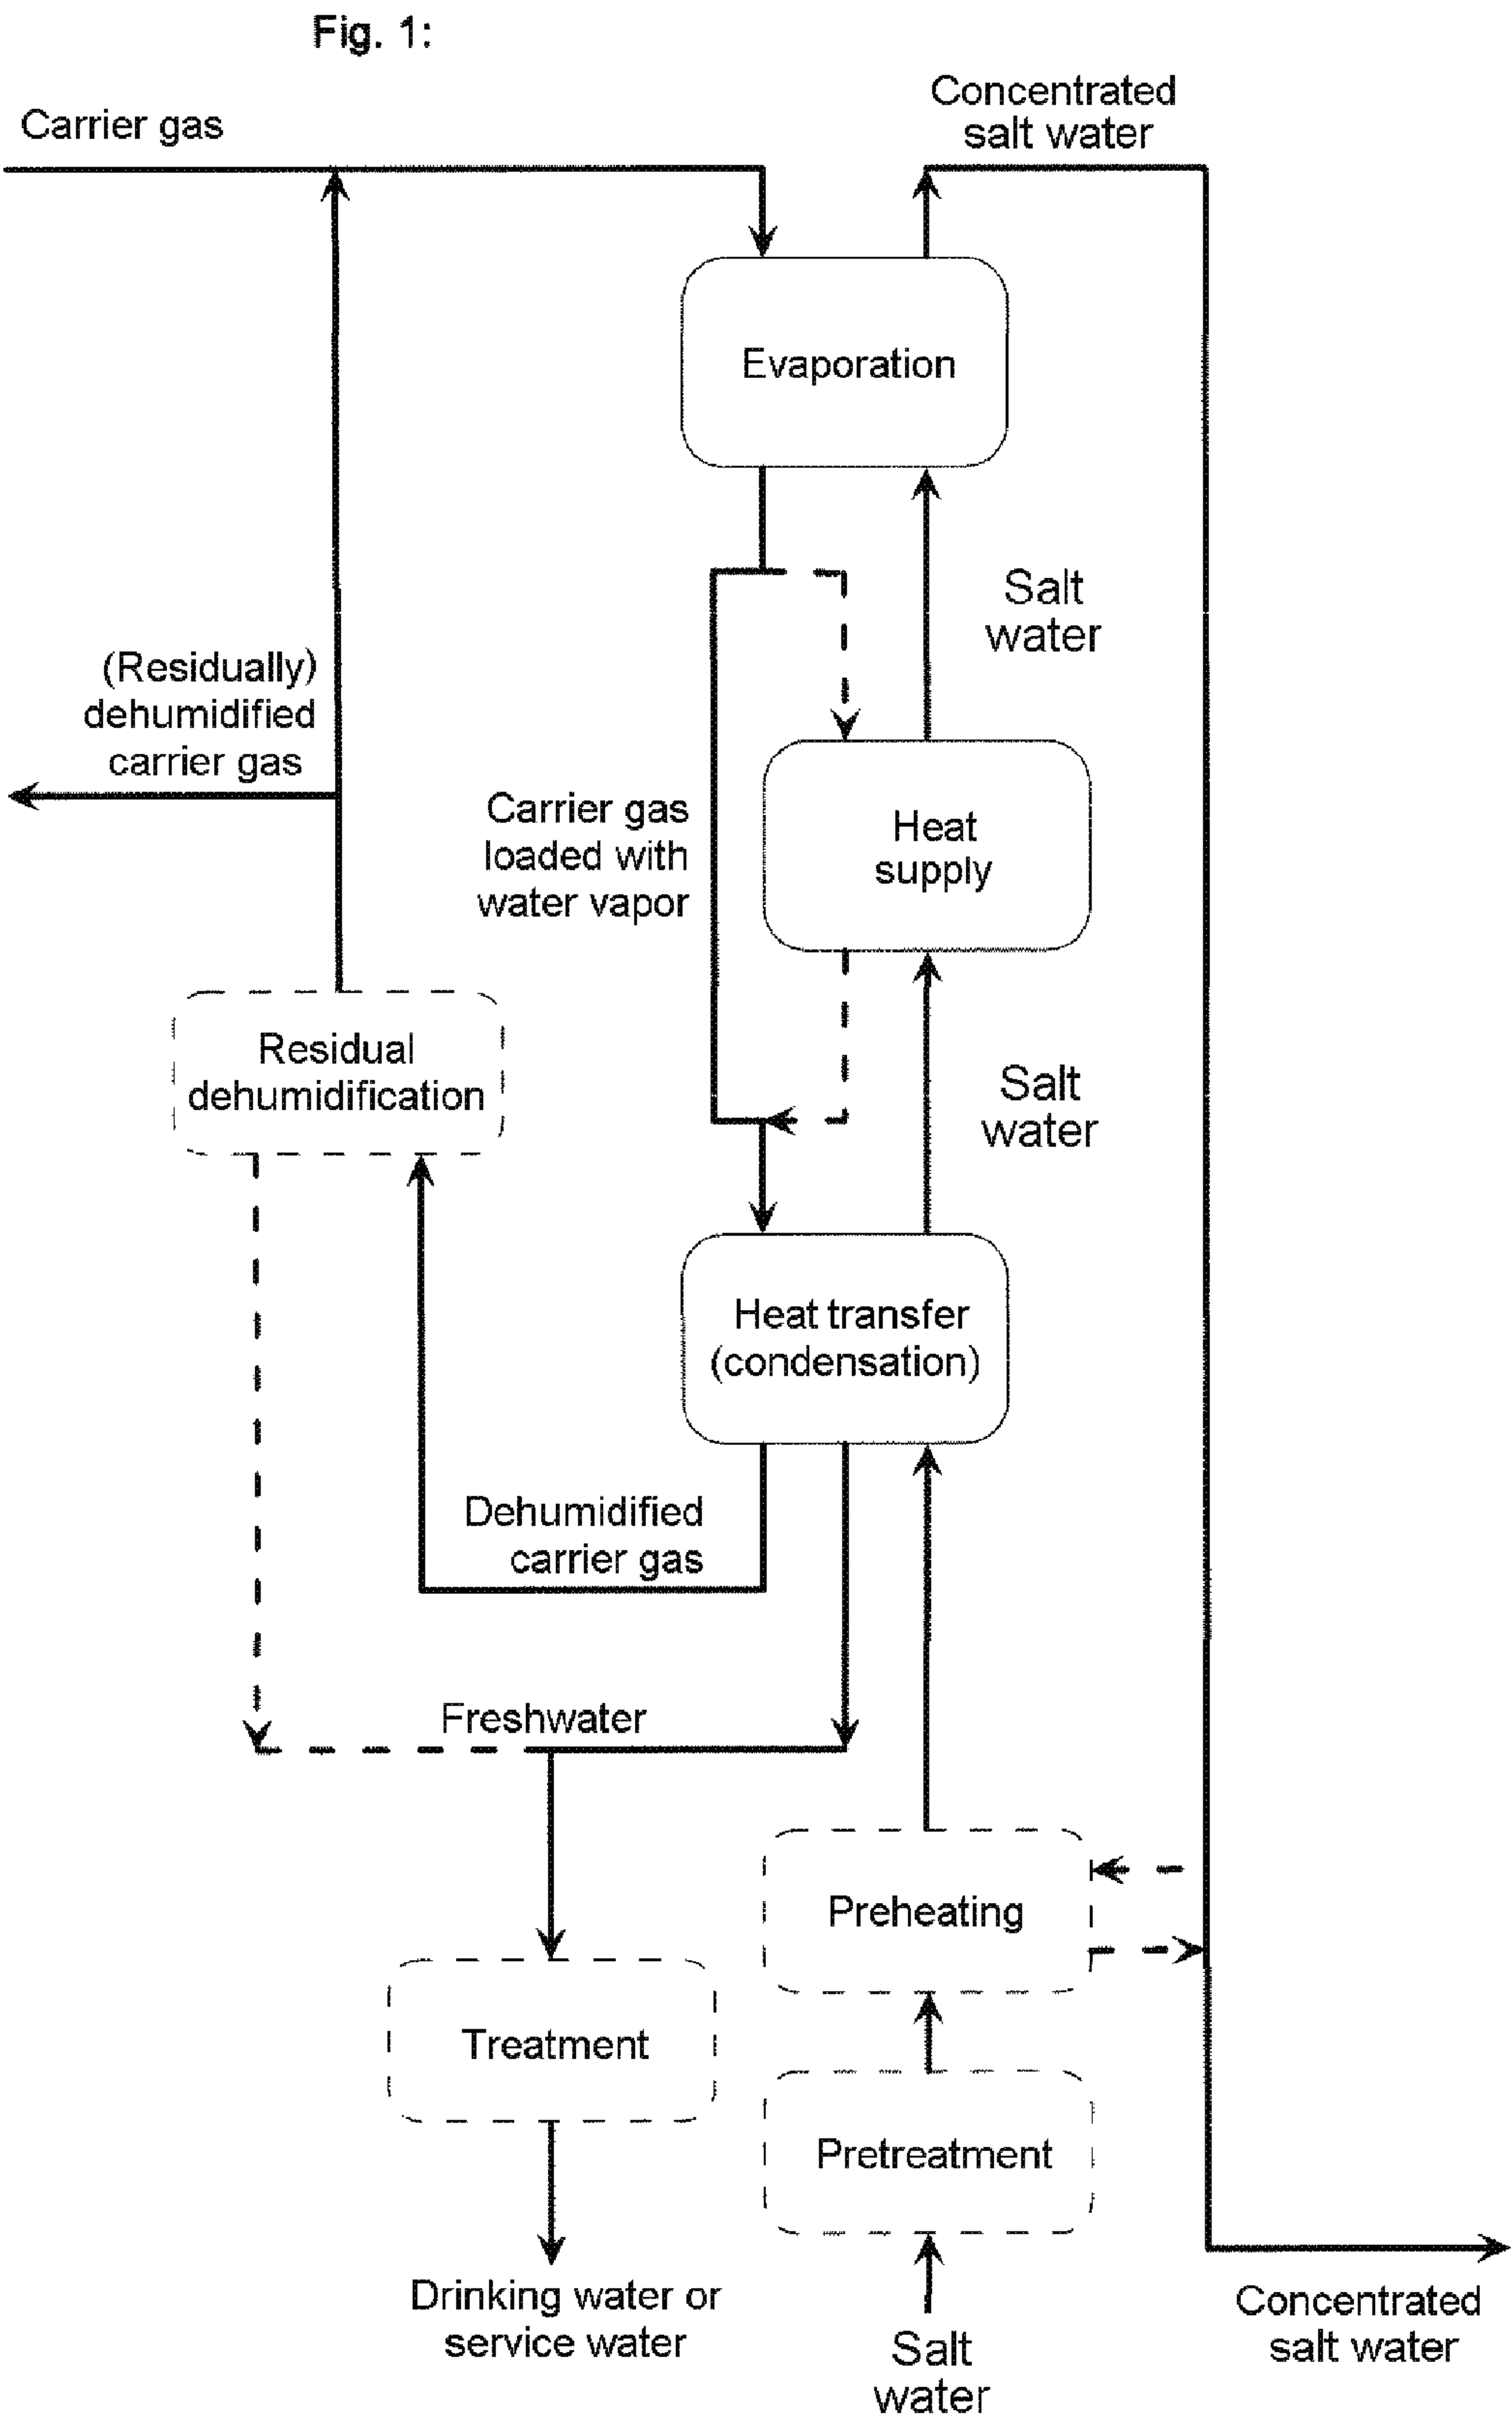 Fig. 1:
Carrier gas
Concentrated
salt water
Evaporation
Salt
water
(Residually)
dehumidified
carrier gas
Carrier gas
loaded with
water vapor
Heat
supply
Residual
dehumidification
Salt
water
Heat transfer
(condensation)
Dehumidified
carrier gas
Freshwater
Preheating
Treatment
Pretreatment
Drinking water or
service water
Salt
water
Concentrated
salt water